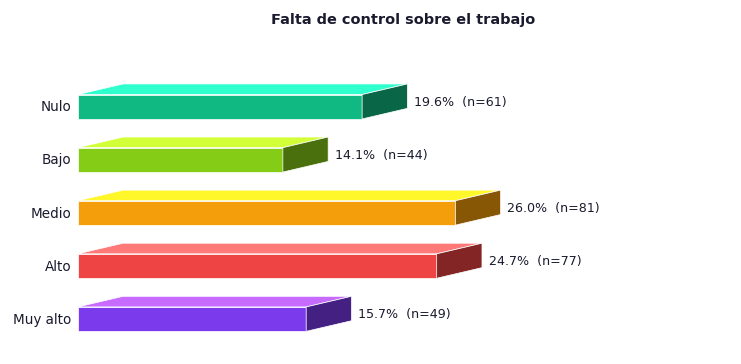 Falta de control sobre el trabajo
Nulo 19.6% (n=61)
Bajo 14.1% (n=44)
Medio 26.0% (n=81)
Alto 24.7% (n=77)
Muy alto 15.7% (n=49)